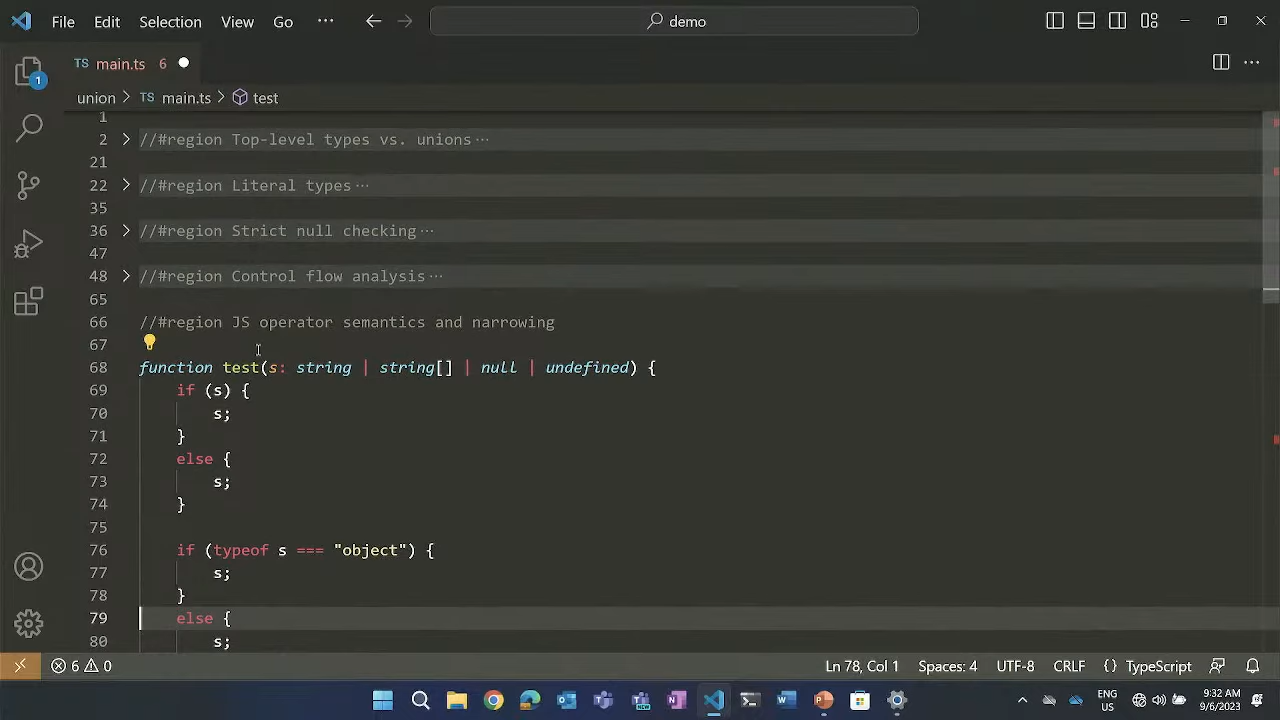 File Edit Selection View Go ··· demo
TS main.ts 6
1
union > TS main.ts > test
1
2 //#region Top-level types vs. unions···
21
22 //#region Literal types···
35
36 //#region Strict null checking···
47
48 //#region Control flow analysis···
65
66 //#region JS operator semantics and narrowing
67
68 function test(s: string | string[] | null | undefined) {
69 if (s) {
70 s;
71 }
72 else {
73 s;
74 }
75
76 if (typeof s === "object") {
77 s;
78 }
79 else {
80 s;
6 0 Ln 78, Col 1 Spaces: 4 UTF-8 CRLF {} TypeScript
ENG
US
9:32 AM
9/6/2023